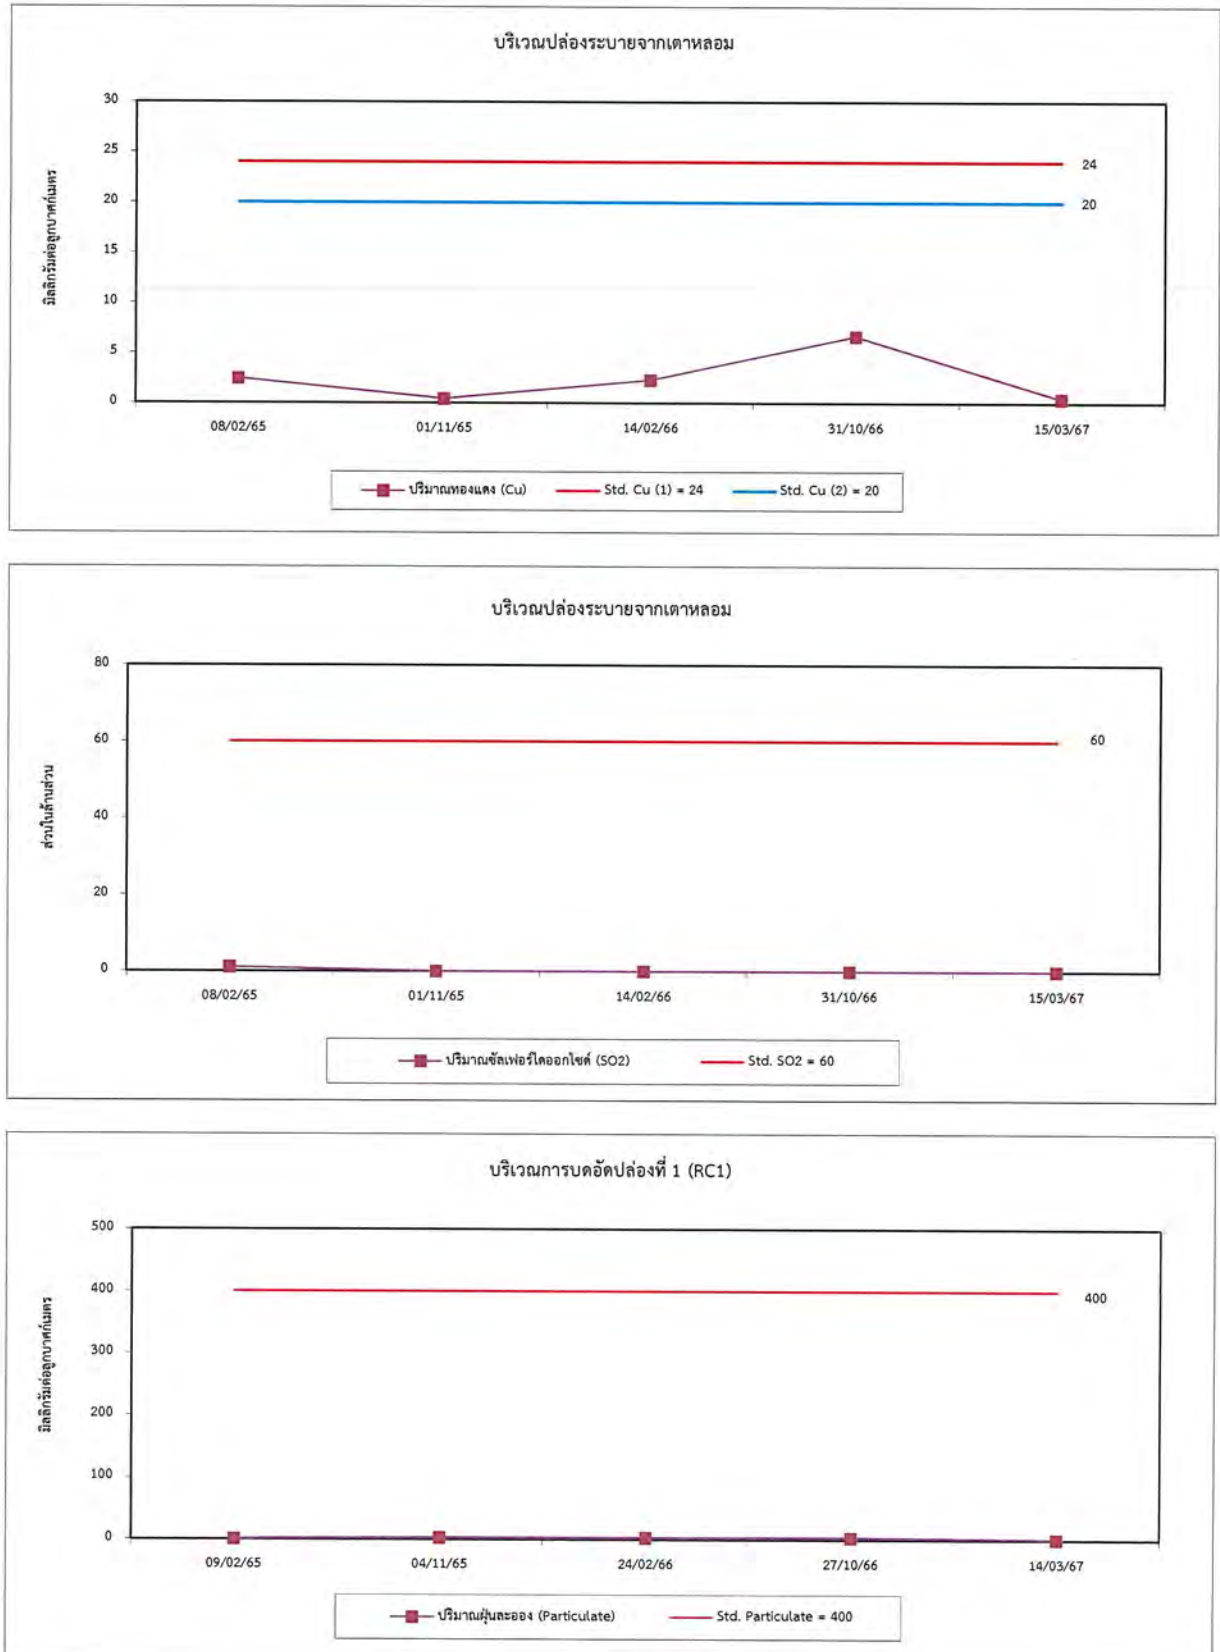 บริเวณปล่องระบายจากเตาหลอม
มิลลิกรัมต่อลูกบาศก์เมตร
30
25
20
15
10
5
0
24
20
08/02/65 01/11/65 14/02/66 31/10/66 15/03/67
ปริมาณทองแดง (Cu) Std. Cu (1) = 24 Std. Cu (2) = 20
บริเวณปล่องระบายจากเตาหลอม
ส่วนในล้านส่วน
80
60
40
20
0
60
08/02/65 01/11/65 14/02/66 31/10/66 15/03/67
ปริมาณซัลเฟอร์ไดออกไซด์ (SO2) Std. SO2 = 60
บริเวณการบดอัดปล่องที่ 1 (RC1)
มิลลิกรัมต่อลูกบาศก์เมตร
500
400
300
200
100
0
400
09/02/65 04/11/65 24/02/66 27/10/66 14/03/67
ปริมาณฝุ่นละออง (Particulate) Std. Particulate = 400